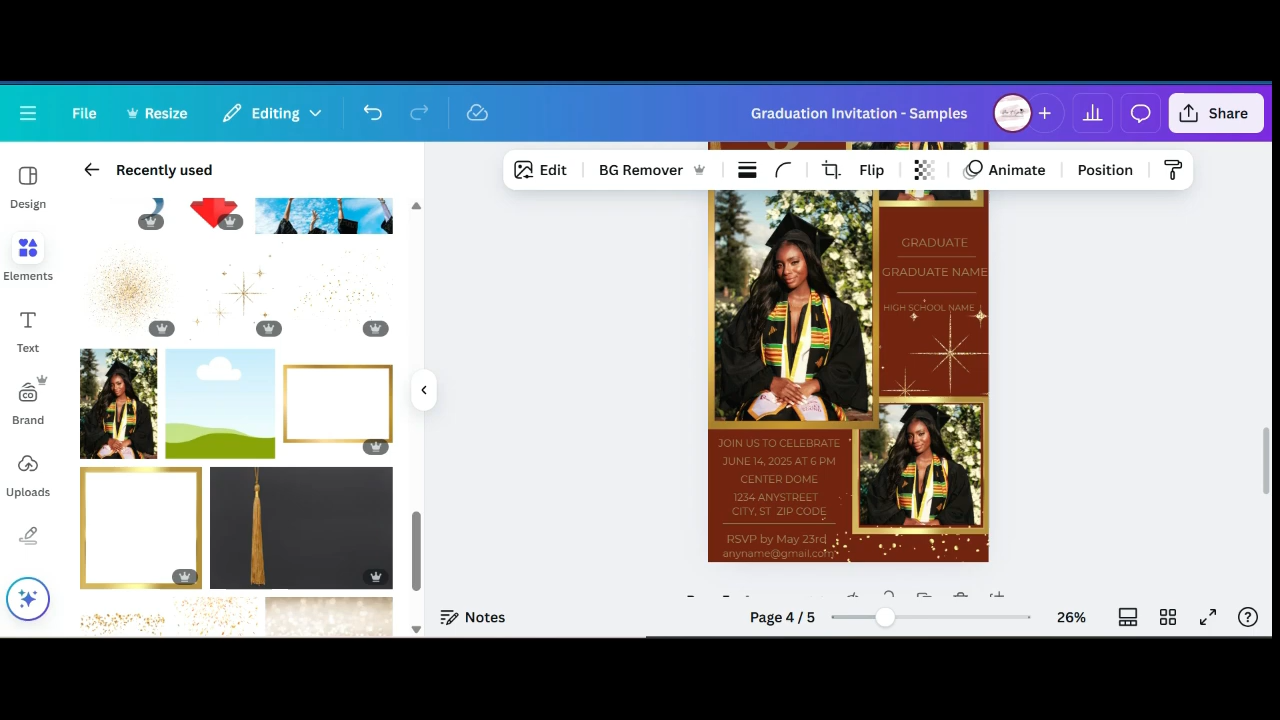 File
Resize
Editing
Graduation Invitation - Samples
+
Share
Design
Elements
Text
Brand
Uploads
Recently used
Edit
BG Remover
Flip
Animate
Position
GRADUATE
GRADUATE NAME
HIGH SCHOOL NAME
JOIN US TO CELEBRATE
JUNE 14, 2025 AT 6 PM
CENTER DOME
1234 ANYSTREET
CITY, ST ZIP CODE
RSVP by May 23rd
anyname@gmail.com
Notes
Page 4 / 5
26%
?